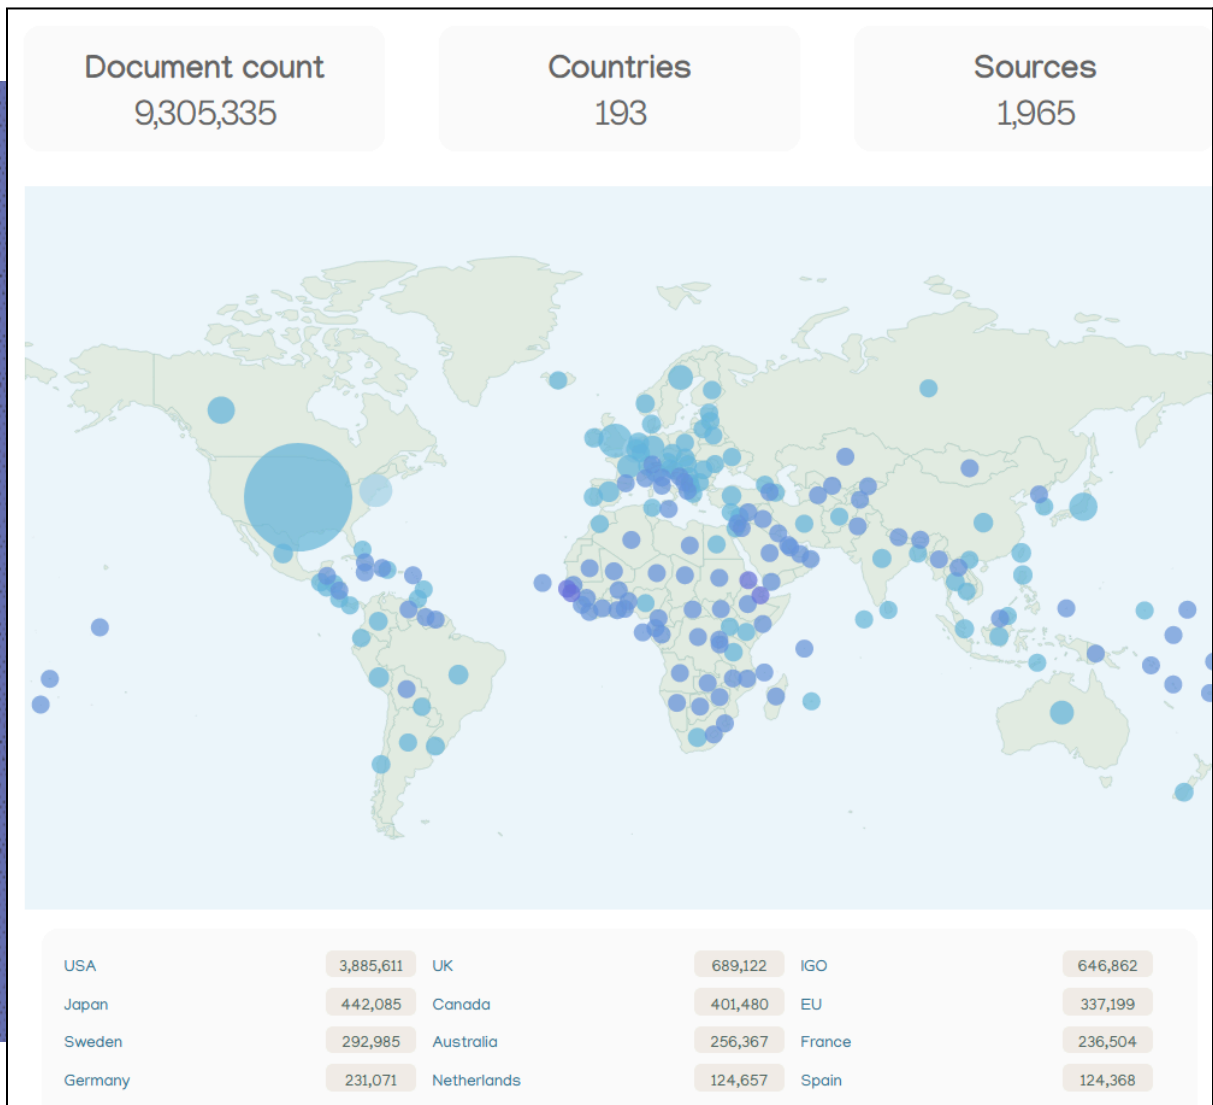 Document count
9,305,335
Countries
193
Sources
1,965
USA 3,885,611 UK 689,122 IGO 646,862
Japan 442,085 Canada 401,480 EU 337,199
Sweden 292,985 Australia 256,367 France 236,504
Germany 231,071 Netherlands 124,657 Spain 124,368